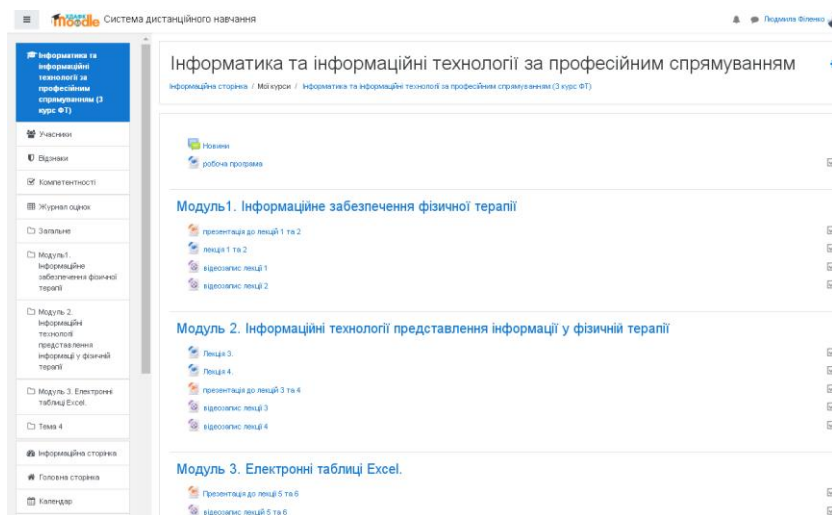 ХДАФК
moodle Система дистанційного навчання
Людмила Філенко
Інформатика та
інформаційні
технології за
професійним
спрямуванням (3
курс ФТ)
Учасники
Відзнаки
Компетентності
Журнал оцінок
Загальне
Модуль1.
Інформаційне
забезпечення фізичної
терапії
Модуль 2.
Інформаційні
технології
представлення
інформації у фізичній
терапії
Модуль 3. Електронні
таблиці Excel.
Тема 4
Інформаційна сторінка
Головна сторінка
Календар
Інформатика та інформаційні технології за професійним спрямуванням
Інформаційна сторінка / Мої курси / Інформатика та інформаційні технології за професійним спрямуванням (3 курс ФТ)
Новини
робоча програма
Модуль1. Інформаційне забезпечення фізичної терапії
презентація до лекцій 1 та 2
лекція 1 та 2
відеозапис лекції 1
відеозапис лекції 2
Модуль 2. Інформаційні технології представлення інформації у фізичній терапії
Лекція 3.
Лекція 4.
презентація до лекцій 3 та 4
відеозапис лекції 3
відеозапис лекції 4
Модуль 3. Електронні таблиці Excel.
Презентація до лекції 5 та 6
відеозапис лекцій 5 та 6